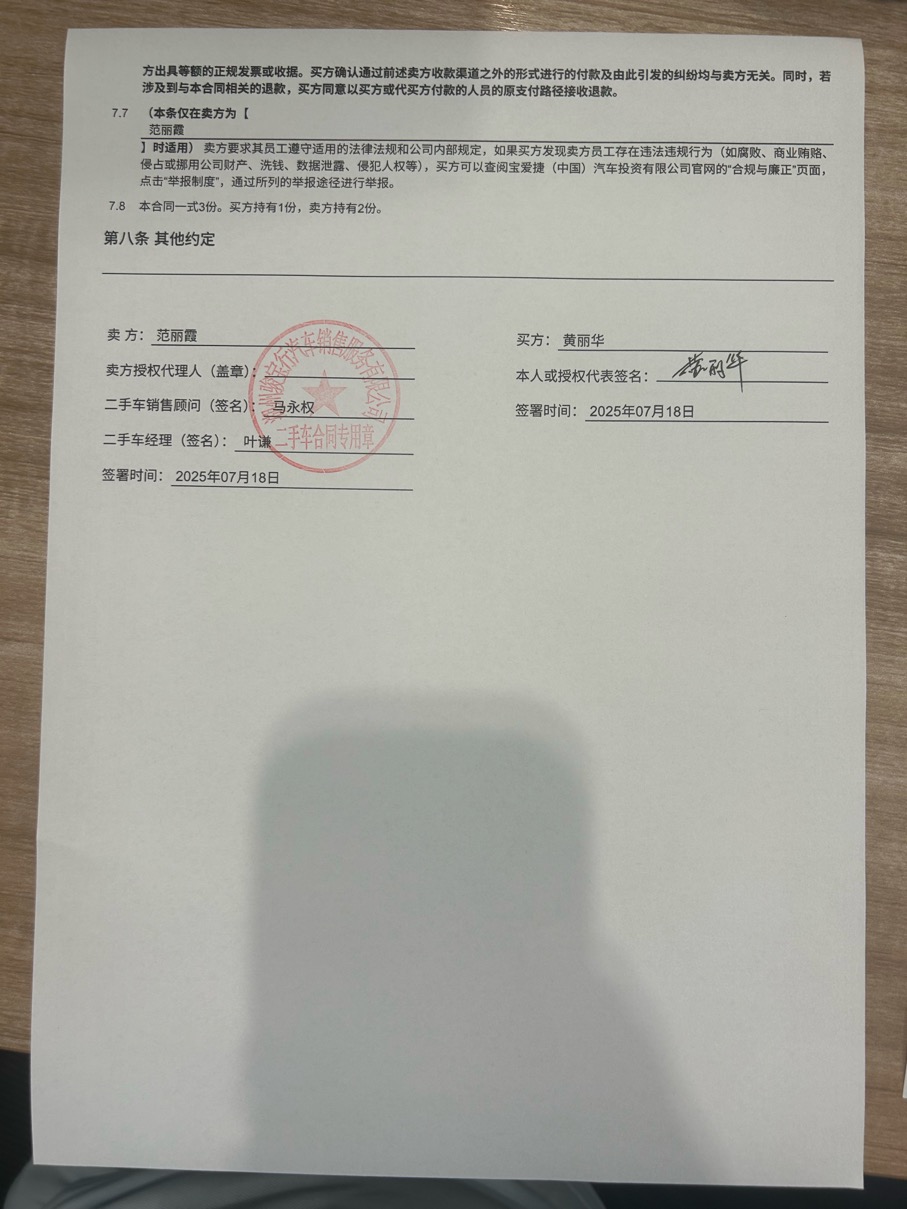 方出具等额的正规发票或收据。买方确认通过前述卖方收款渠道之外的形式进行的付款及由此引发的纠纷均与卖方无关。同时，若
涉及到与本合同相关的退款，买方同意以买方或代买方付款的人员的原支付路径接收退款。
7.7 （本条仅在卖方为【
范丽霞
】时适用）卖方要求其员工遵守适用的法律法规和公司内部规定，如果买方发现卖方员工存在违法违规行为（如腐败、商业贿赂、
侵占或挪用公司财产、洗钱、数据泄露、侵犯人权等），买方可以查阅宝爱捷（中国）汽车投资有限公司官网的“合规与廉正”页面，
点击“举报制度”，通过所列的举报途径进行举报。
7.8 本合同一式3份。买方持有1份，卖方持有2份。
第八条 其他约定
卖 方： 范丽霞
卖方授权代理人（盖章）：
二手车销售顾问（签名）： 马永权
二手车经理（签名）： 叶谦
签署时间： 2025年07月18日
州骏宝行汽车销售服务有限公司
二手车合同专用章
买方： 黄丽华
本人或授权代表签名： 黄丽华
签署时间： 2025年07月18日